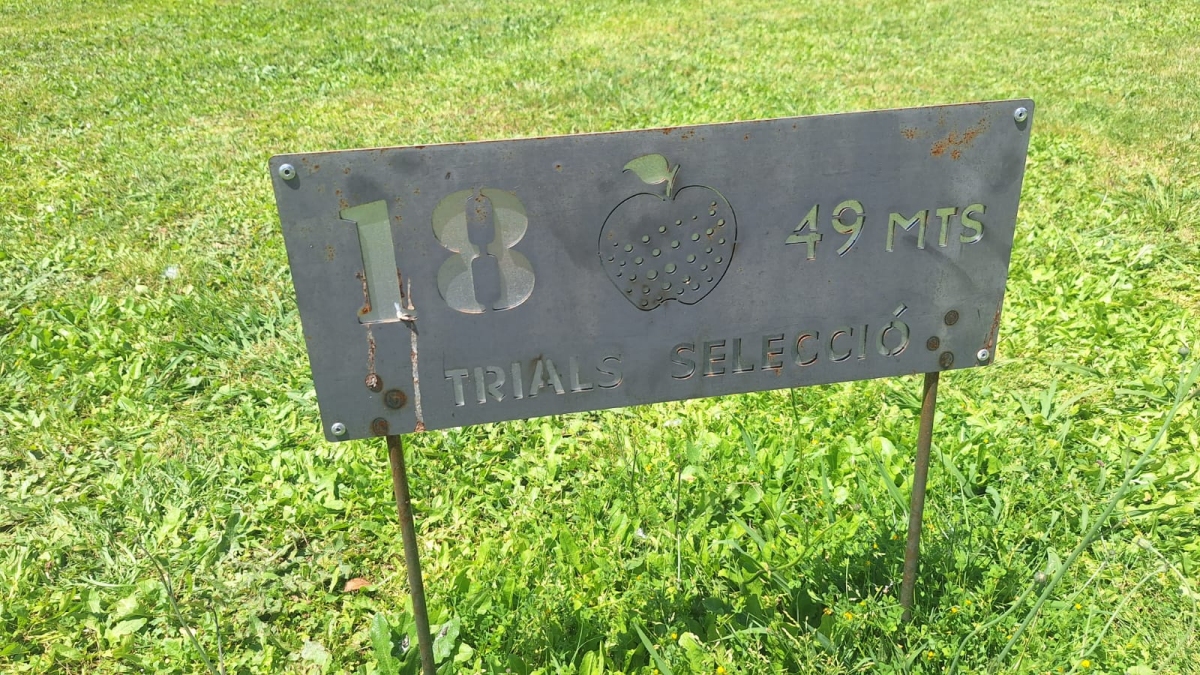 18 49 MTS
TRIALS SELECCIÓ